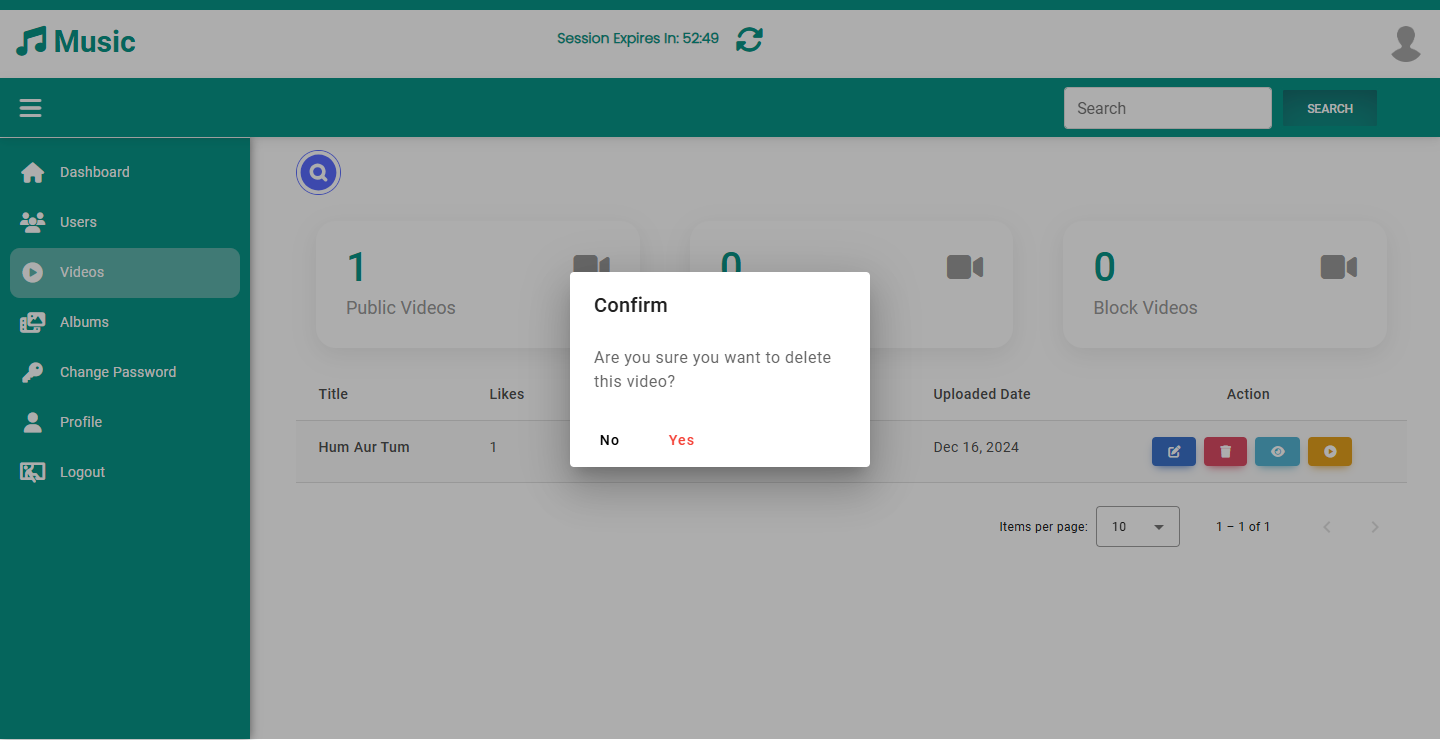 Music
Session Expires In: 52:49
Search
SEARCH
Dashboard
Users
Videos
Albums
Change Password
Profile
Logout
1
Public Videos
0
0
Block Videos
Confirm
Are you sure you want to delete
this video?
No
Yes
Title
Likes
Uploaded Date
Action
Hum Aur Tum
1
Dec 16, 2024
Items per page:
10
1 – 1 of 1